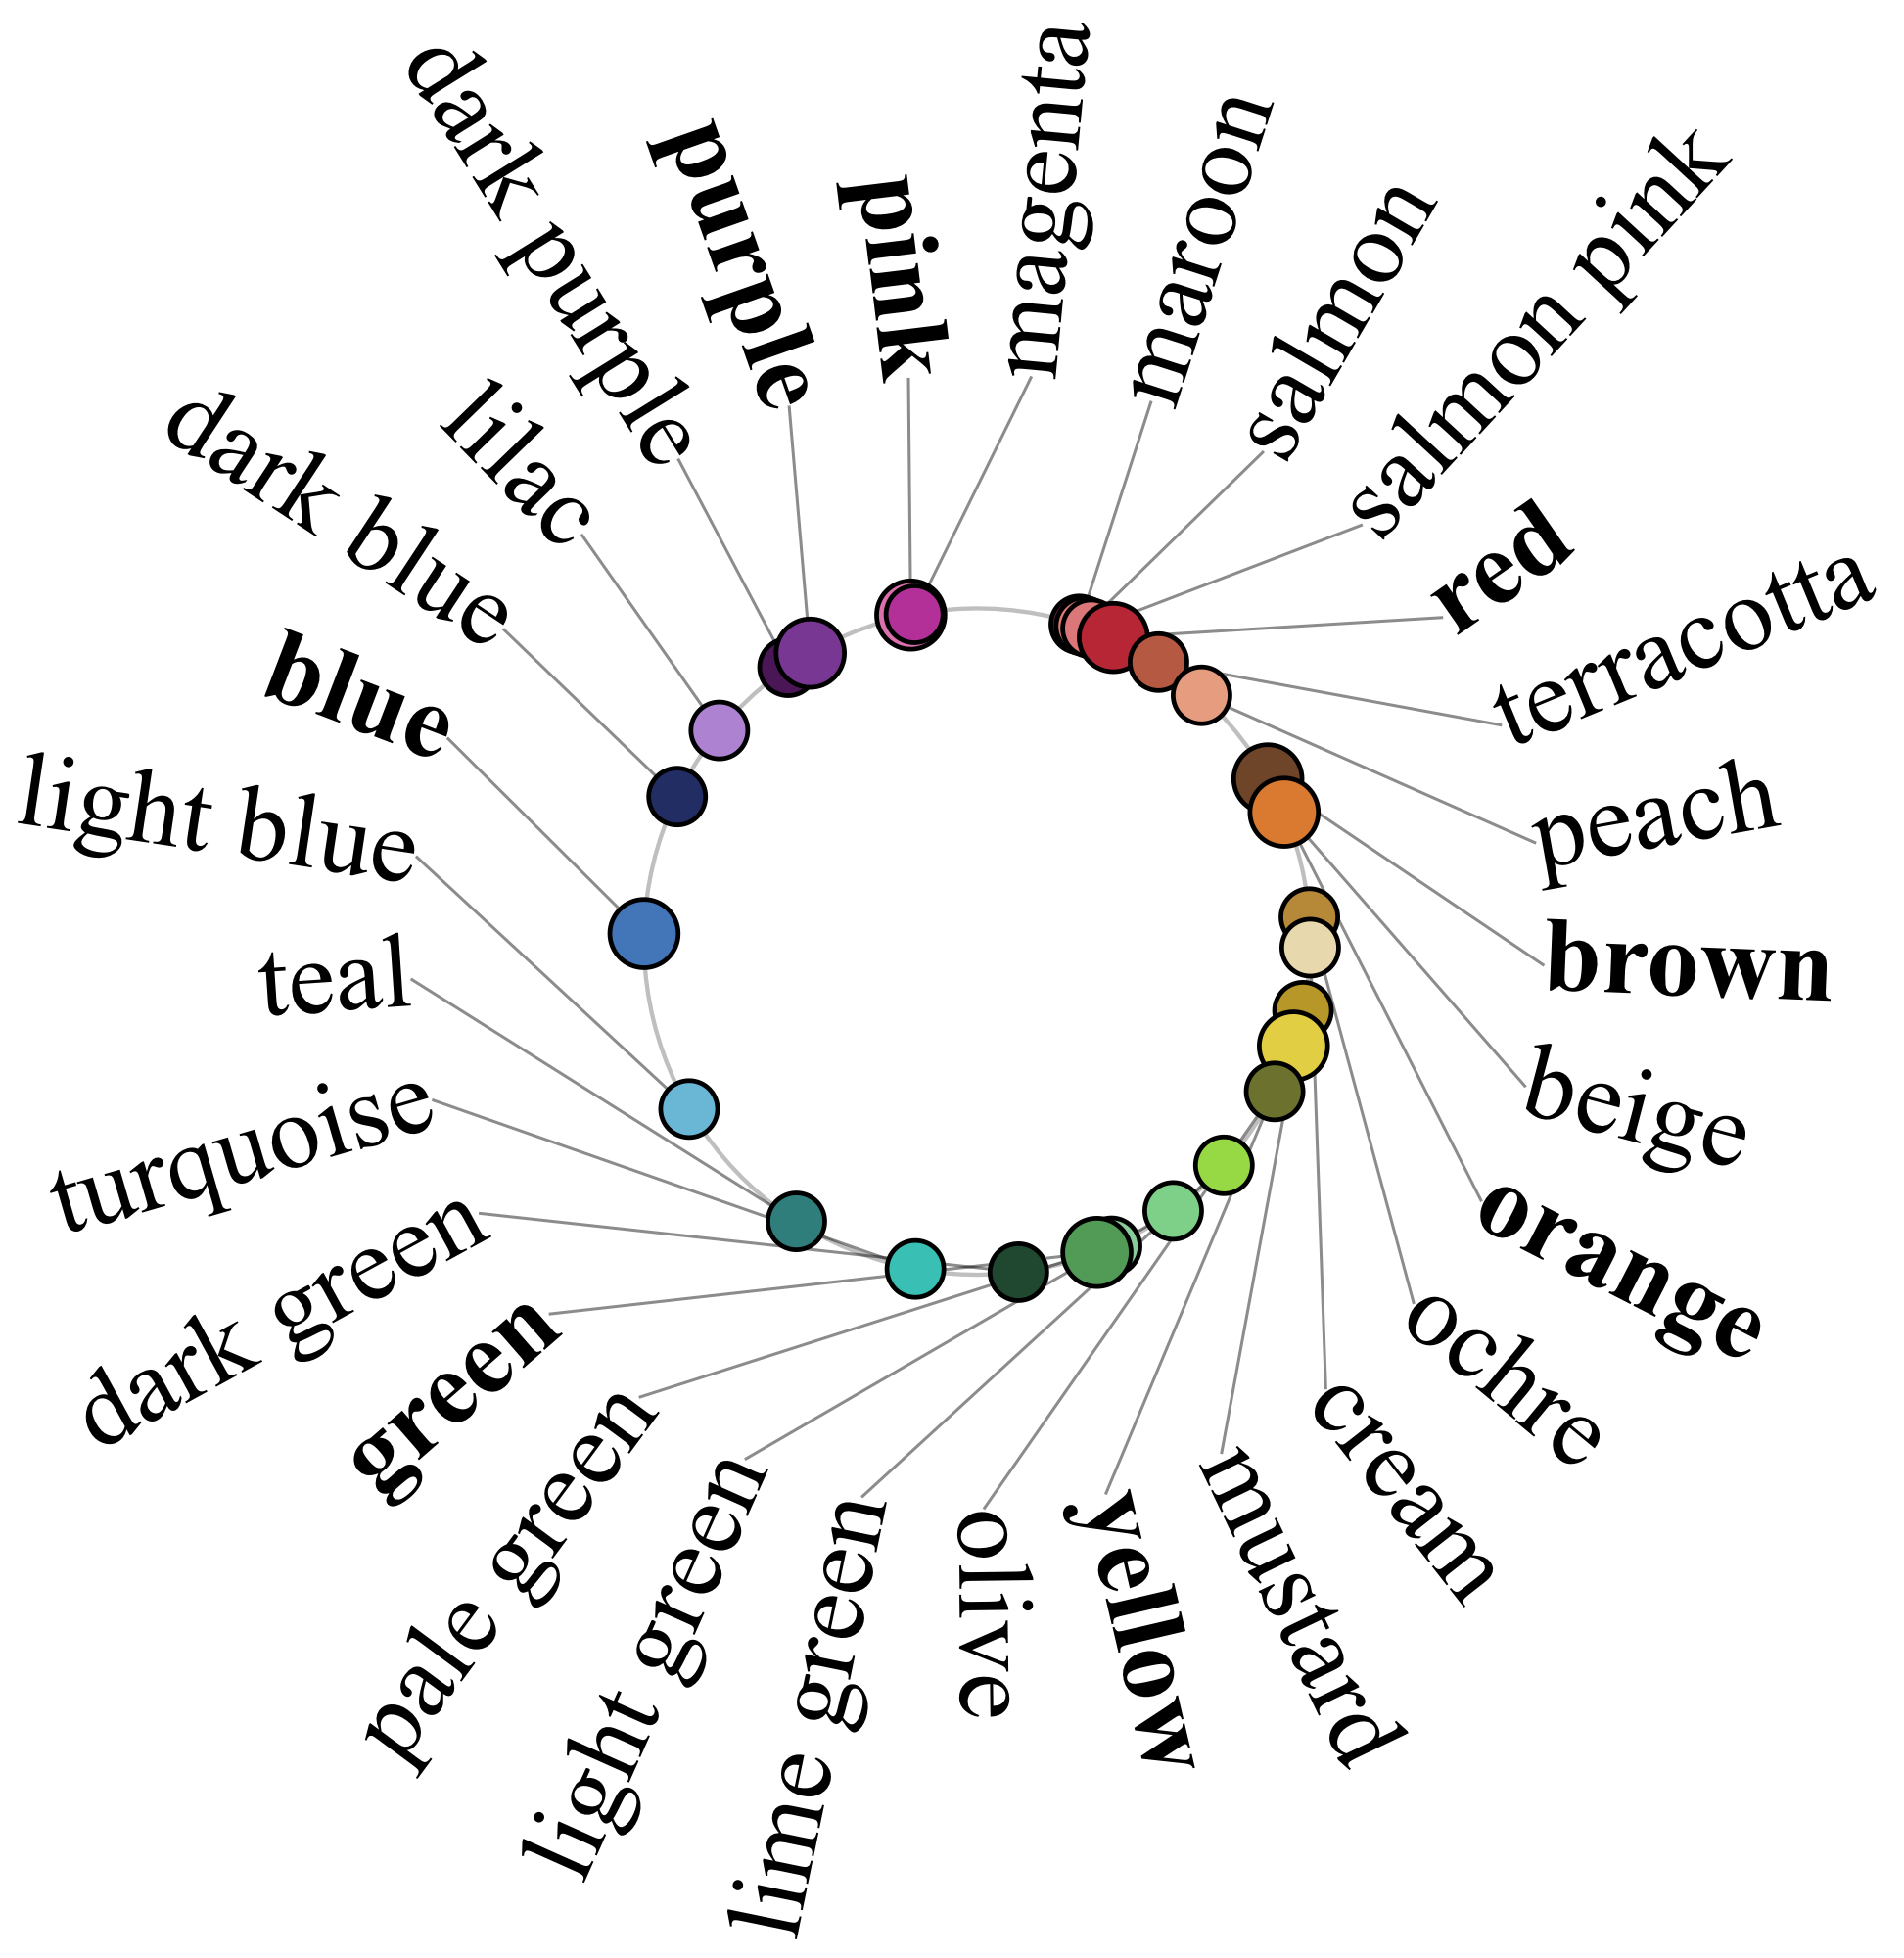 magenta
maroon
salmon
salmon pink
red
terracotta
peach
brown
beige
orange
ochre
cream
mustard
yellow
olive
lime green
light green
pale green
green
dark green
turquoise
teal
light blue
blue
dark blue
lilac
dark purple
purple
pink